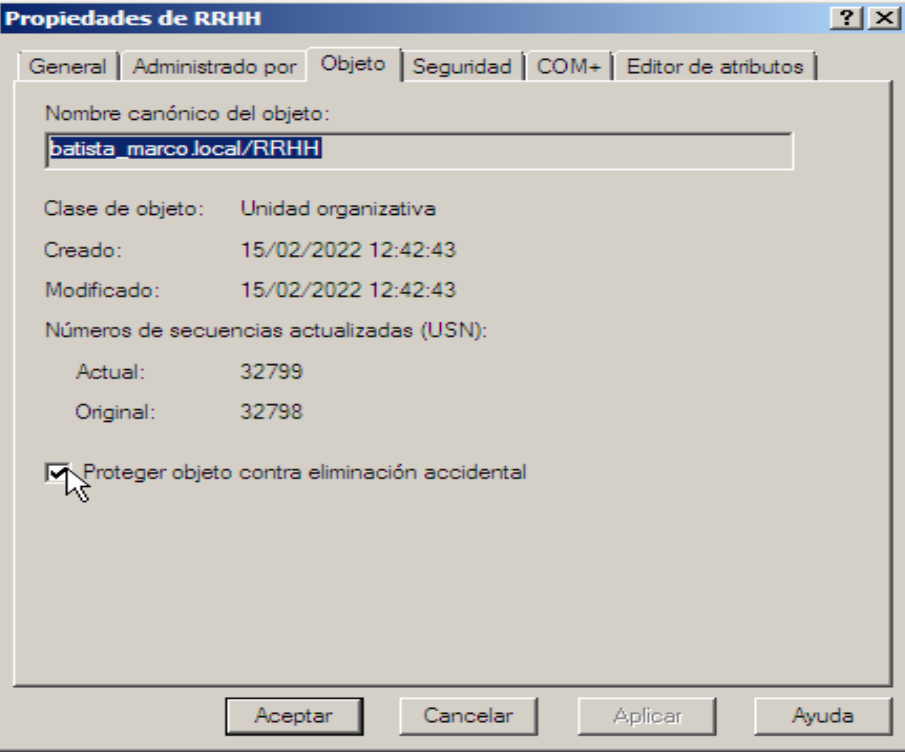 Propiedades de RRHH
General Administrado por Objeto Seguridad COM+ Editor de atributos
Nombre canónico del objeto:
batista_marco.local/RRHH
Clase de objeto: Unidad organizativa
Creado: 15/02/2022 12:42:43
Modificado: 15/02/2022 12:42:43
Números de secuencias actualizadas (USN):
Actual: 32799
Original: 32798
Proteger objeto contra eliminación accidental
Aceptar Cancelar Aplicar Ayuda